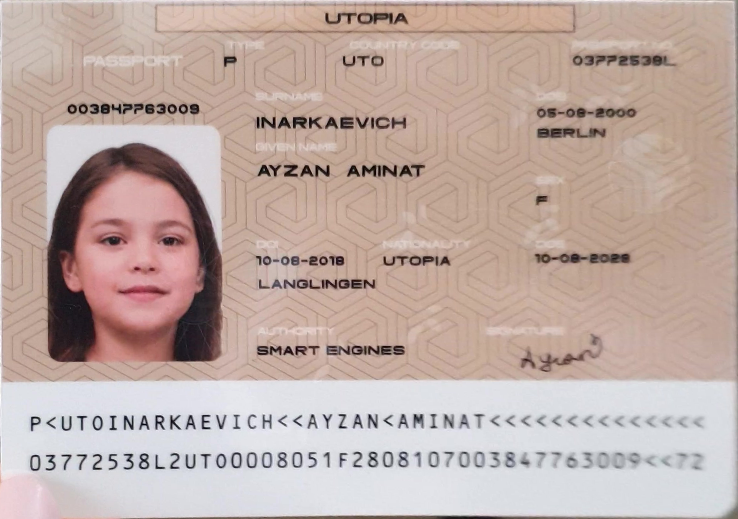 UTOPIA
PASSPORT
TYPE
P
COUNTRY CODE
UTO
PASSPORT NO.
03772538L
003847763009
SURNAME
INARKAEVICH
DOB
05-08-2000
BERLIN
GIVEN NAME
AYZAN AMINAT
SEX
F
DOI
10-08-2018
LANGLINGEN
NATIONALITY
UTOPIA
DOE
10-08-2028
AUTHORITY
SMART ENGINES
SIGNATURE
Ayzan
P<UTOINARKAEVICH<<AYZAN<AMINAT<<<<<<<<<<<<<<
03772538L2UTO0008051F2808107003847763009<<72